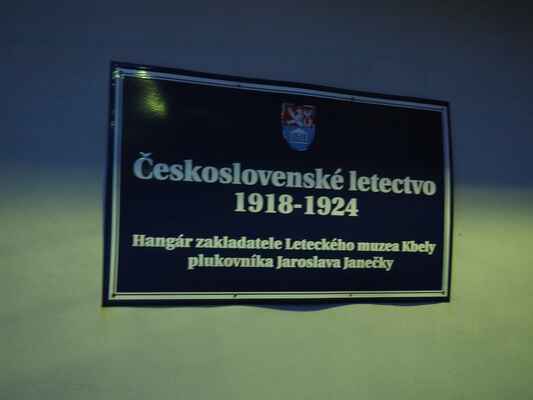 Československé letectvo
1918-1924
Hangár zakladatele Leteckého muzea Kbely
plukovníka Jaroslava Janečky